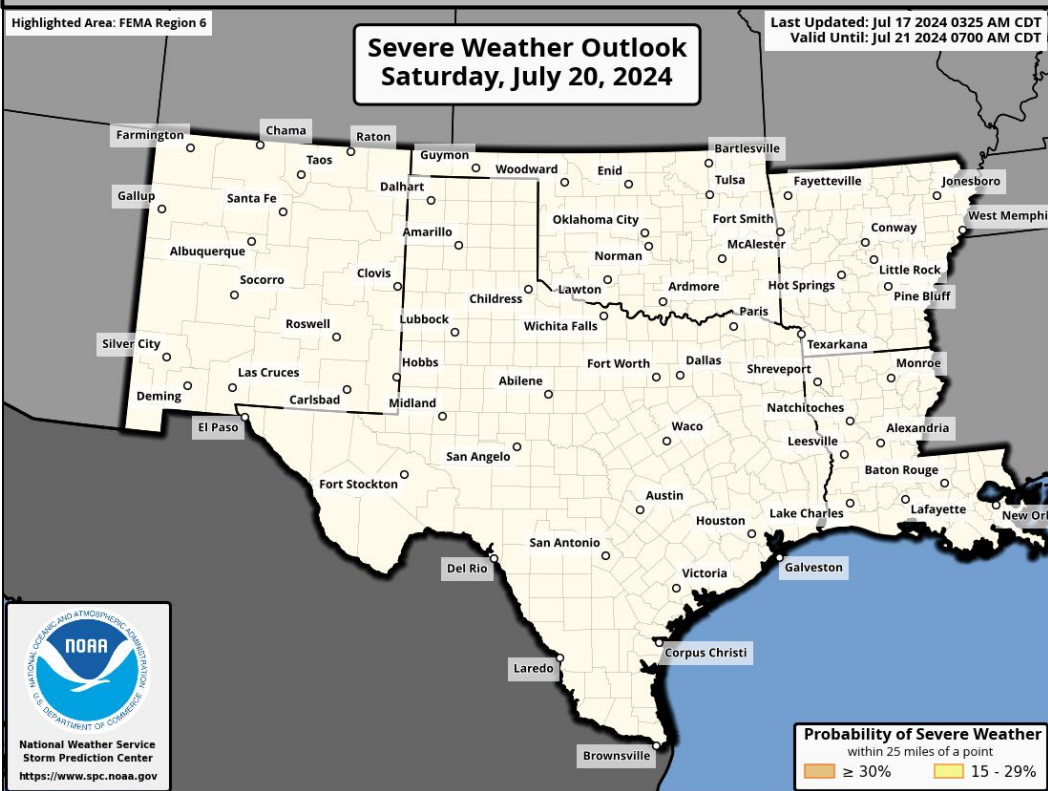 Highlighted Area: FEMA Region 6
Last Updated: Jul 17 2024 0325 AM CDT
Valid Until: Jul 21 2024 0700 AM CDT
Severe Weather Outlook
Saturday, July 20, 2024
Farmington
Chama
Raton
Taos
Guymon
Woodward
Enid
Bartlesville
Tulsa
Fayetteville
Jonesboro
Gallup
Santa Fe
Dalhart
Amarillo
Oklahoma City
Fort Smith
West Memphi
Conway
Albuquerque
Norman
McAlester
Little Rock
Socorro
Clovis
Childress
Lawton
Ardmore
Hot Springs
Pine Bluff
Roswell
Lubbock
Wichita Falls
Paris
Texarkana
Silver City
Las Cruces
Hobbs
Abilene
Fort Worth
Dallas
Shreveport
Monroe
Deming
Carlsbad
Midland
Natchitoches
El Paso
Waco
Leesville
Alexandria
San Angelo
Fort Stockton
Baton Rouge
Austin
Lake Charles
Lafayette
New Orl
Houston
San Antonio
Del Rio
Galveston
Victoria
Corpus Christi
Laredo
Brownsville
NATIONAL OCEANIC AND ATMOSPHERIC ADMINISTRATION
NOAA
U.S. DEPARTMENT OF COMMERCE
National Weather Service
Storm Prediction Center
https://www.spc.noaa.gov
Probability of Severe Weather
within 25 miles of a point
≥ 30%
15 - 29%